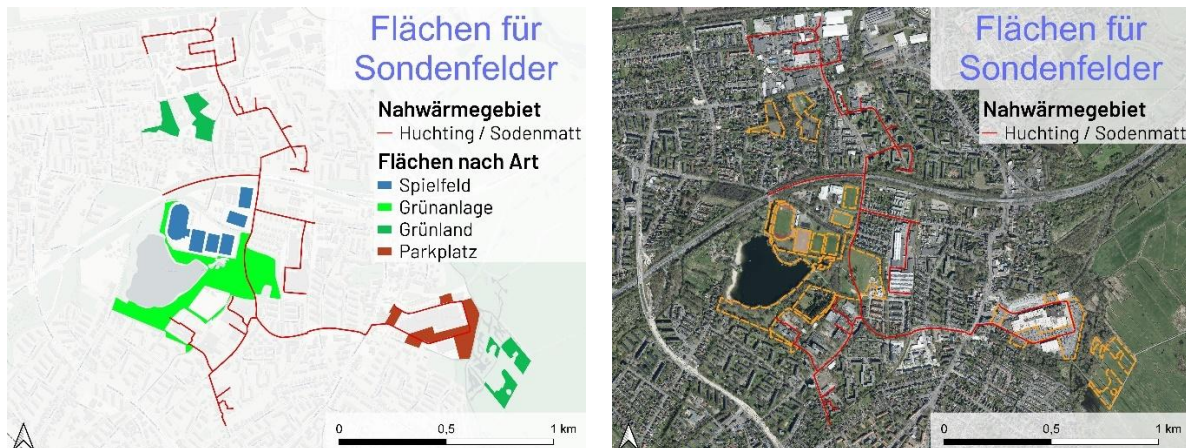 Flächen für
Sondenfelder
Nahwärmegebiet
Huchting / Sodenmatt
Flächen nach Art
Spielfeld
Grünanlage
Grünland
Parkplatz
0 0,5 1 km
Flächen für
Sondenfelder
Nahwärmegebiet
Huchting / Sodenmatt
0 0,5 1 km